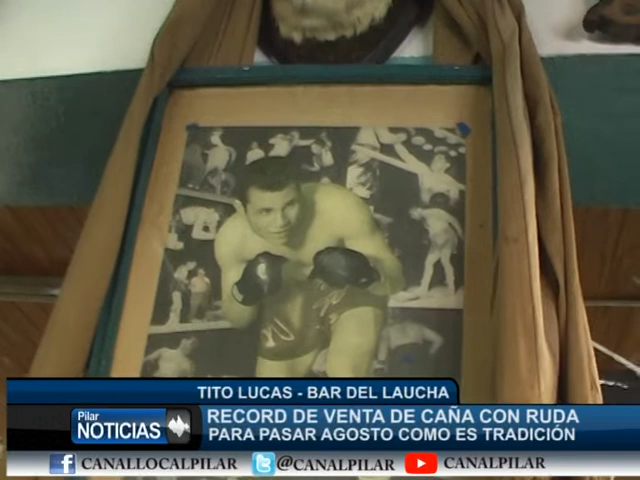 TITO LUCAS - BAR DEL LAUCHA
Pilar
NOTICIAS
RECORD DE VENTA DE CAÑA CON RUDA
PARA PASAR AGOSTO COMO ES TRADICIÓN
CANALLOCALPILAR
@CANALPILAR
CANALPILAR